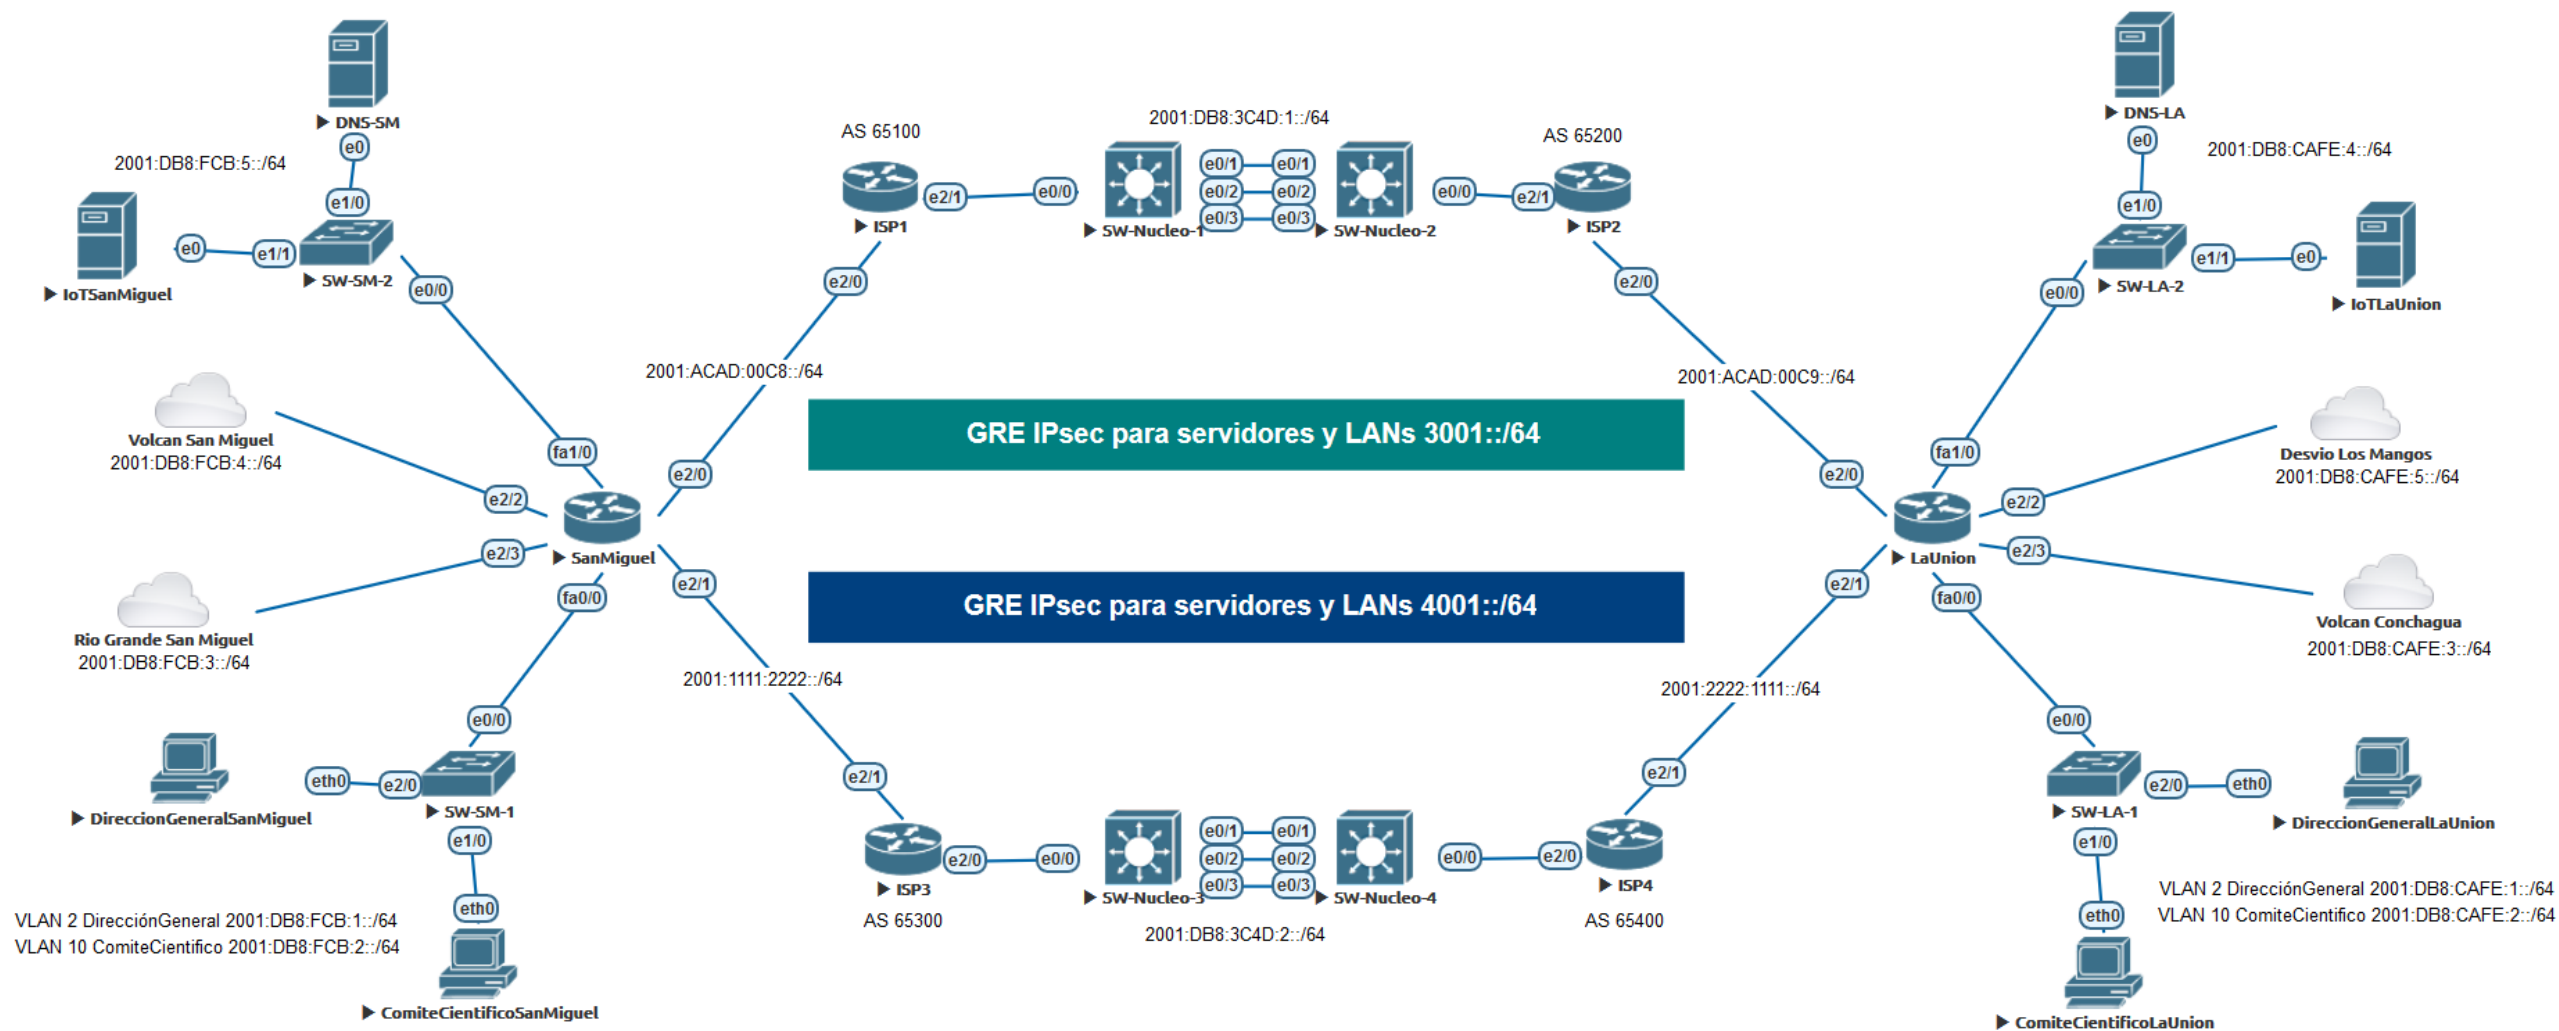 DNS-SM
e0
2001:DB8:FCB:5::/64
e1/0
IoTSanMiguel
e0
e1/1
SW-SM-2
e0/0
Volcan San Miguel
2001:DB8:FCB:4::/64
Rio Grande San Miguel
2001:DB8:FCB:3::/64
fa1/0
e2/2
e2/3
SanMiguel
fa0/0
e2/0
e2/1
e0/0
DireccionGeneralSanMiguel
eth0
e2/0
SW-SM-1
e1/0
eth0
VLAN 2 DirecciónGeneral 2001:DB8:FCB:1::/64
VLAN 10 ComiteCientifico 2001:DB8:FCB:2::/64
ComiteCientificoSanMiguel
AS 65100
ISP1
e2/1
e2/0
2001:ACAD:00C8::/64
2001:DB8:3C4D:1::/64
e0/0
SW-Nucleo-1
e0/1
e0/1
e0/2
e0/2
e0/3
e0/3
SW-Nucleo-2
e0/0
AS 65200
e2/1
ISP2
e2/0
2001:ACAD:00C9::/64
GRE IPsec para servidores y LANs 3001::/64
GRE IPsec para servidores y LANs 4001::/64
2001:1111:2222::/64
e2/1
ISP3
e2/0
AS 65300
e0/0
SW-Nucleo-3
e0/1
e0/1
e0/2
e0/2
e0/3
e0/3
SW-Nucleo-4
2001:DB8:3C4D:2::/64
e0/0
e2/0
ISP4
AS 65400
e2/1
2001:2222:1111::/64
DNS-LA
e0
2001:DB8:CAFE:4::/64
e1/0
SW-LA-2
e1/1
e0
IoTLaUnion
e0/0
fa1/0
e2/0
e2/1
LaUnion
e2/2
e2/3
fa0/0
Desvio Los Mangos
2001:DB8:CAFE:5::/64
Volcan Conchagua
2001:DB8:CAFE:3::/64
e0/0
SW-LA-1
e2/0
eth0
DireccionGeneralLaUnion
e1/0
eth0
VLAN 2 DirecciónGeneral 2001:DB8:CAFE:1::/64
VLAN 10 ComiteCientifico 2001:DB8:CAFE:2::/64
ComiteCientificoLaUnion